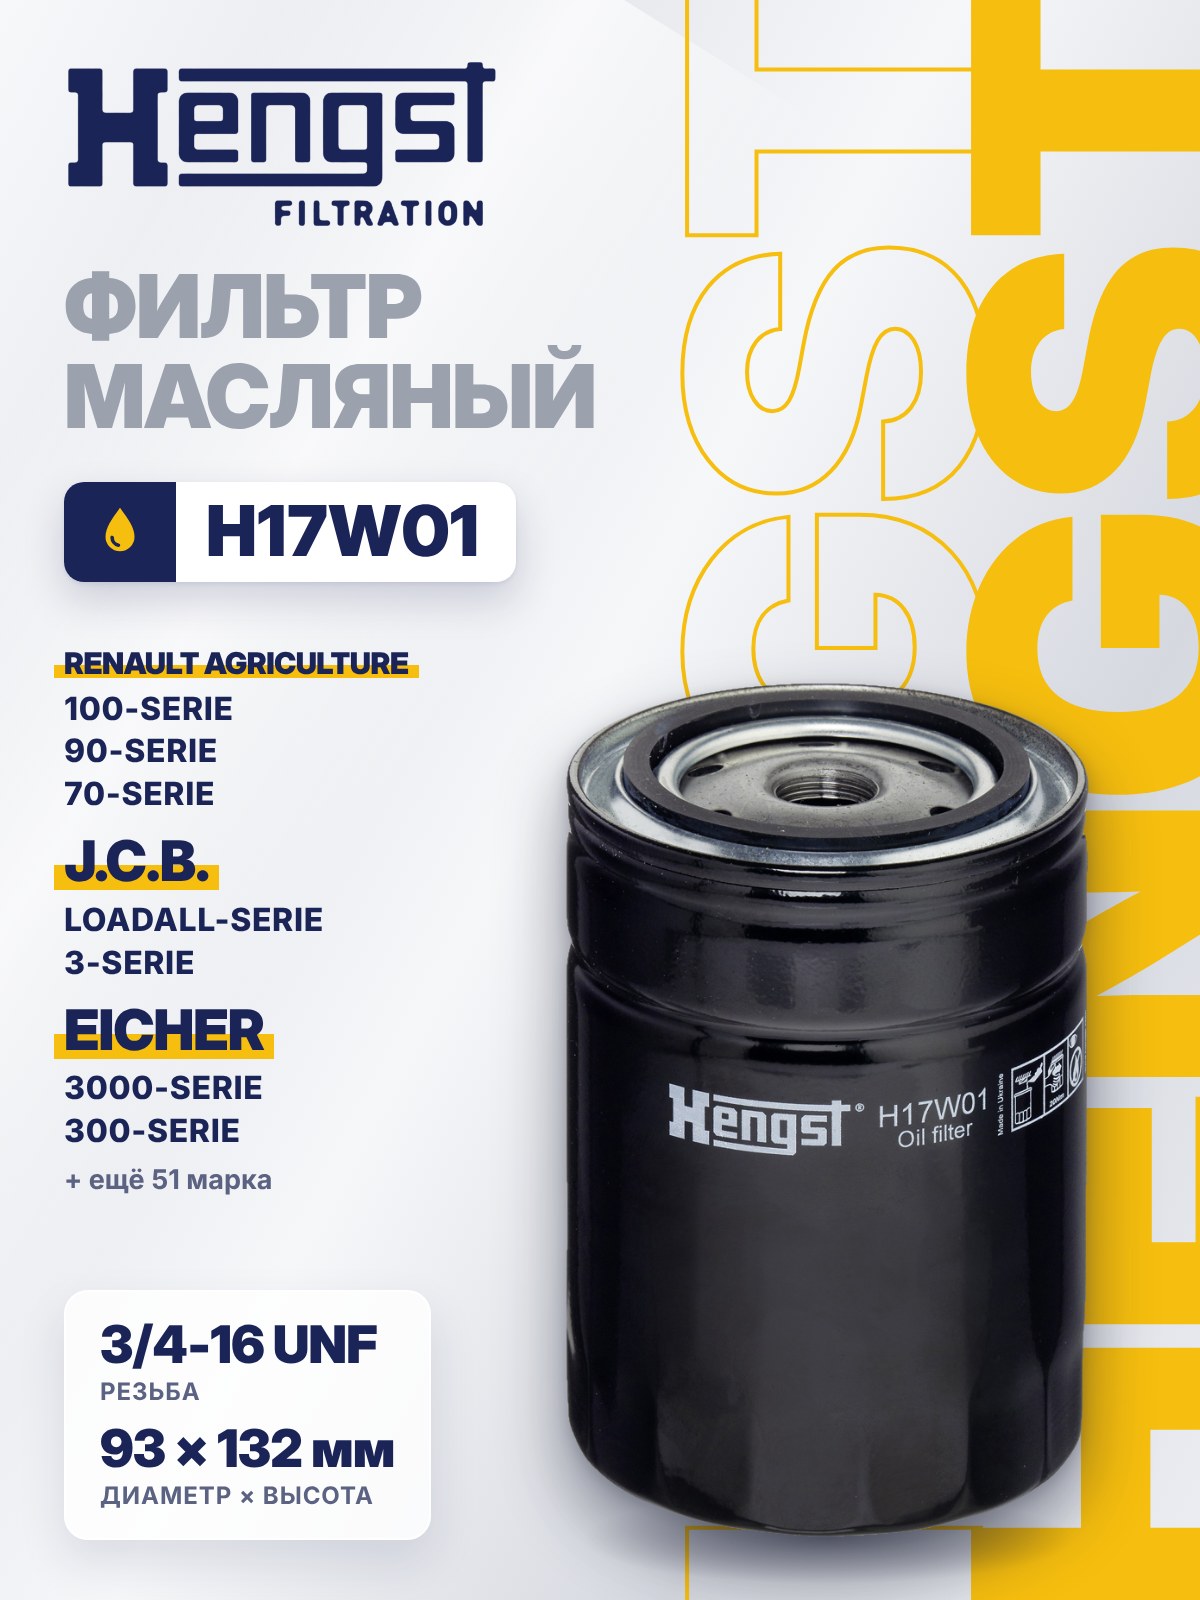 Hengst
FILTRATION
ФИЛЬТР
МАСЛЯНЫЙ
H17W01
RENAULT AGRICULTURE
100-SERIE
90-SERIE
70-SERIE
J.C.B.
LOADALL-SERIE
3-SERIE
EICHER
3000-SERIE
300-SERIE
+ ещё 51 марка
3/4-16 UNF
РЕЗЬБА
93 × 132 мм
ДИАМЕТР × ВЫСОТА
HENGST
Hengst®
H17W01
Oil filter
Made in Ukraine